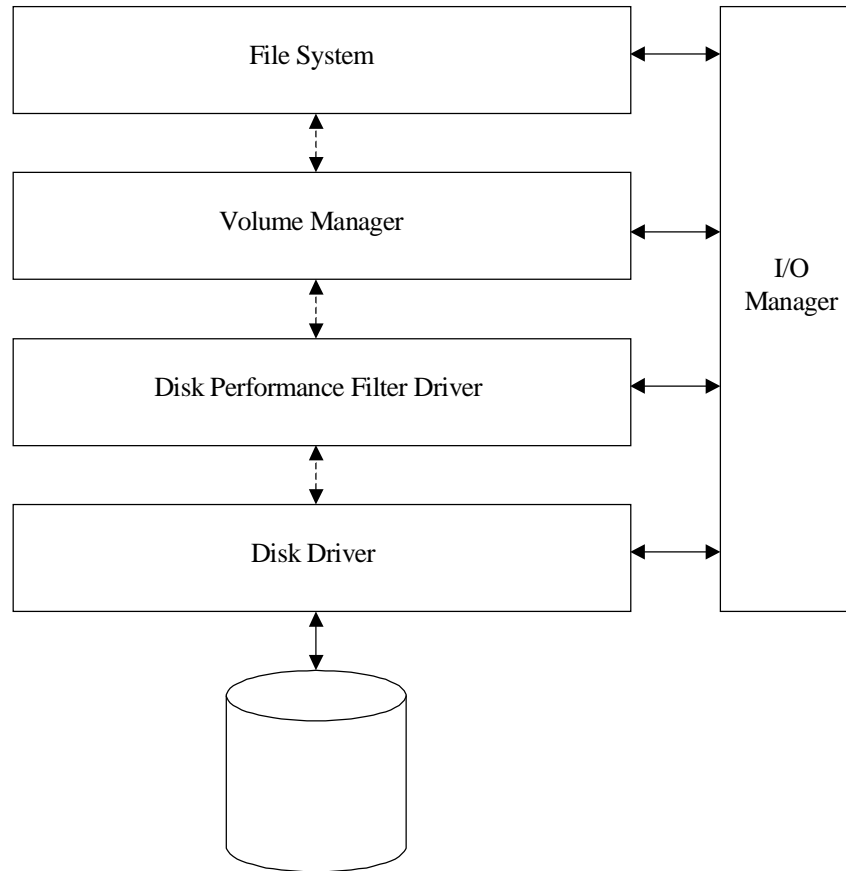 File System
Volume Manager
I/O
Manager
Disk Performance Filter Driver
Disk Driver